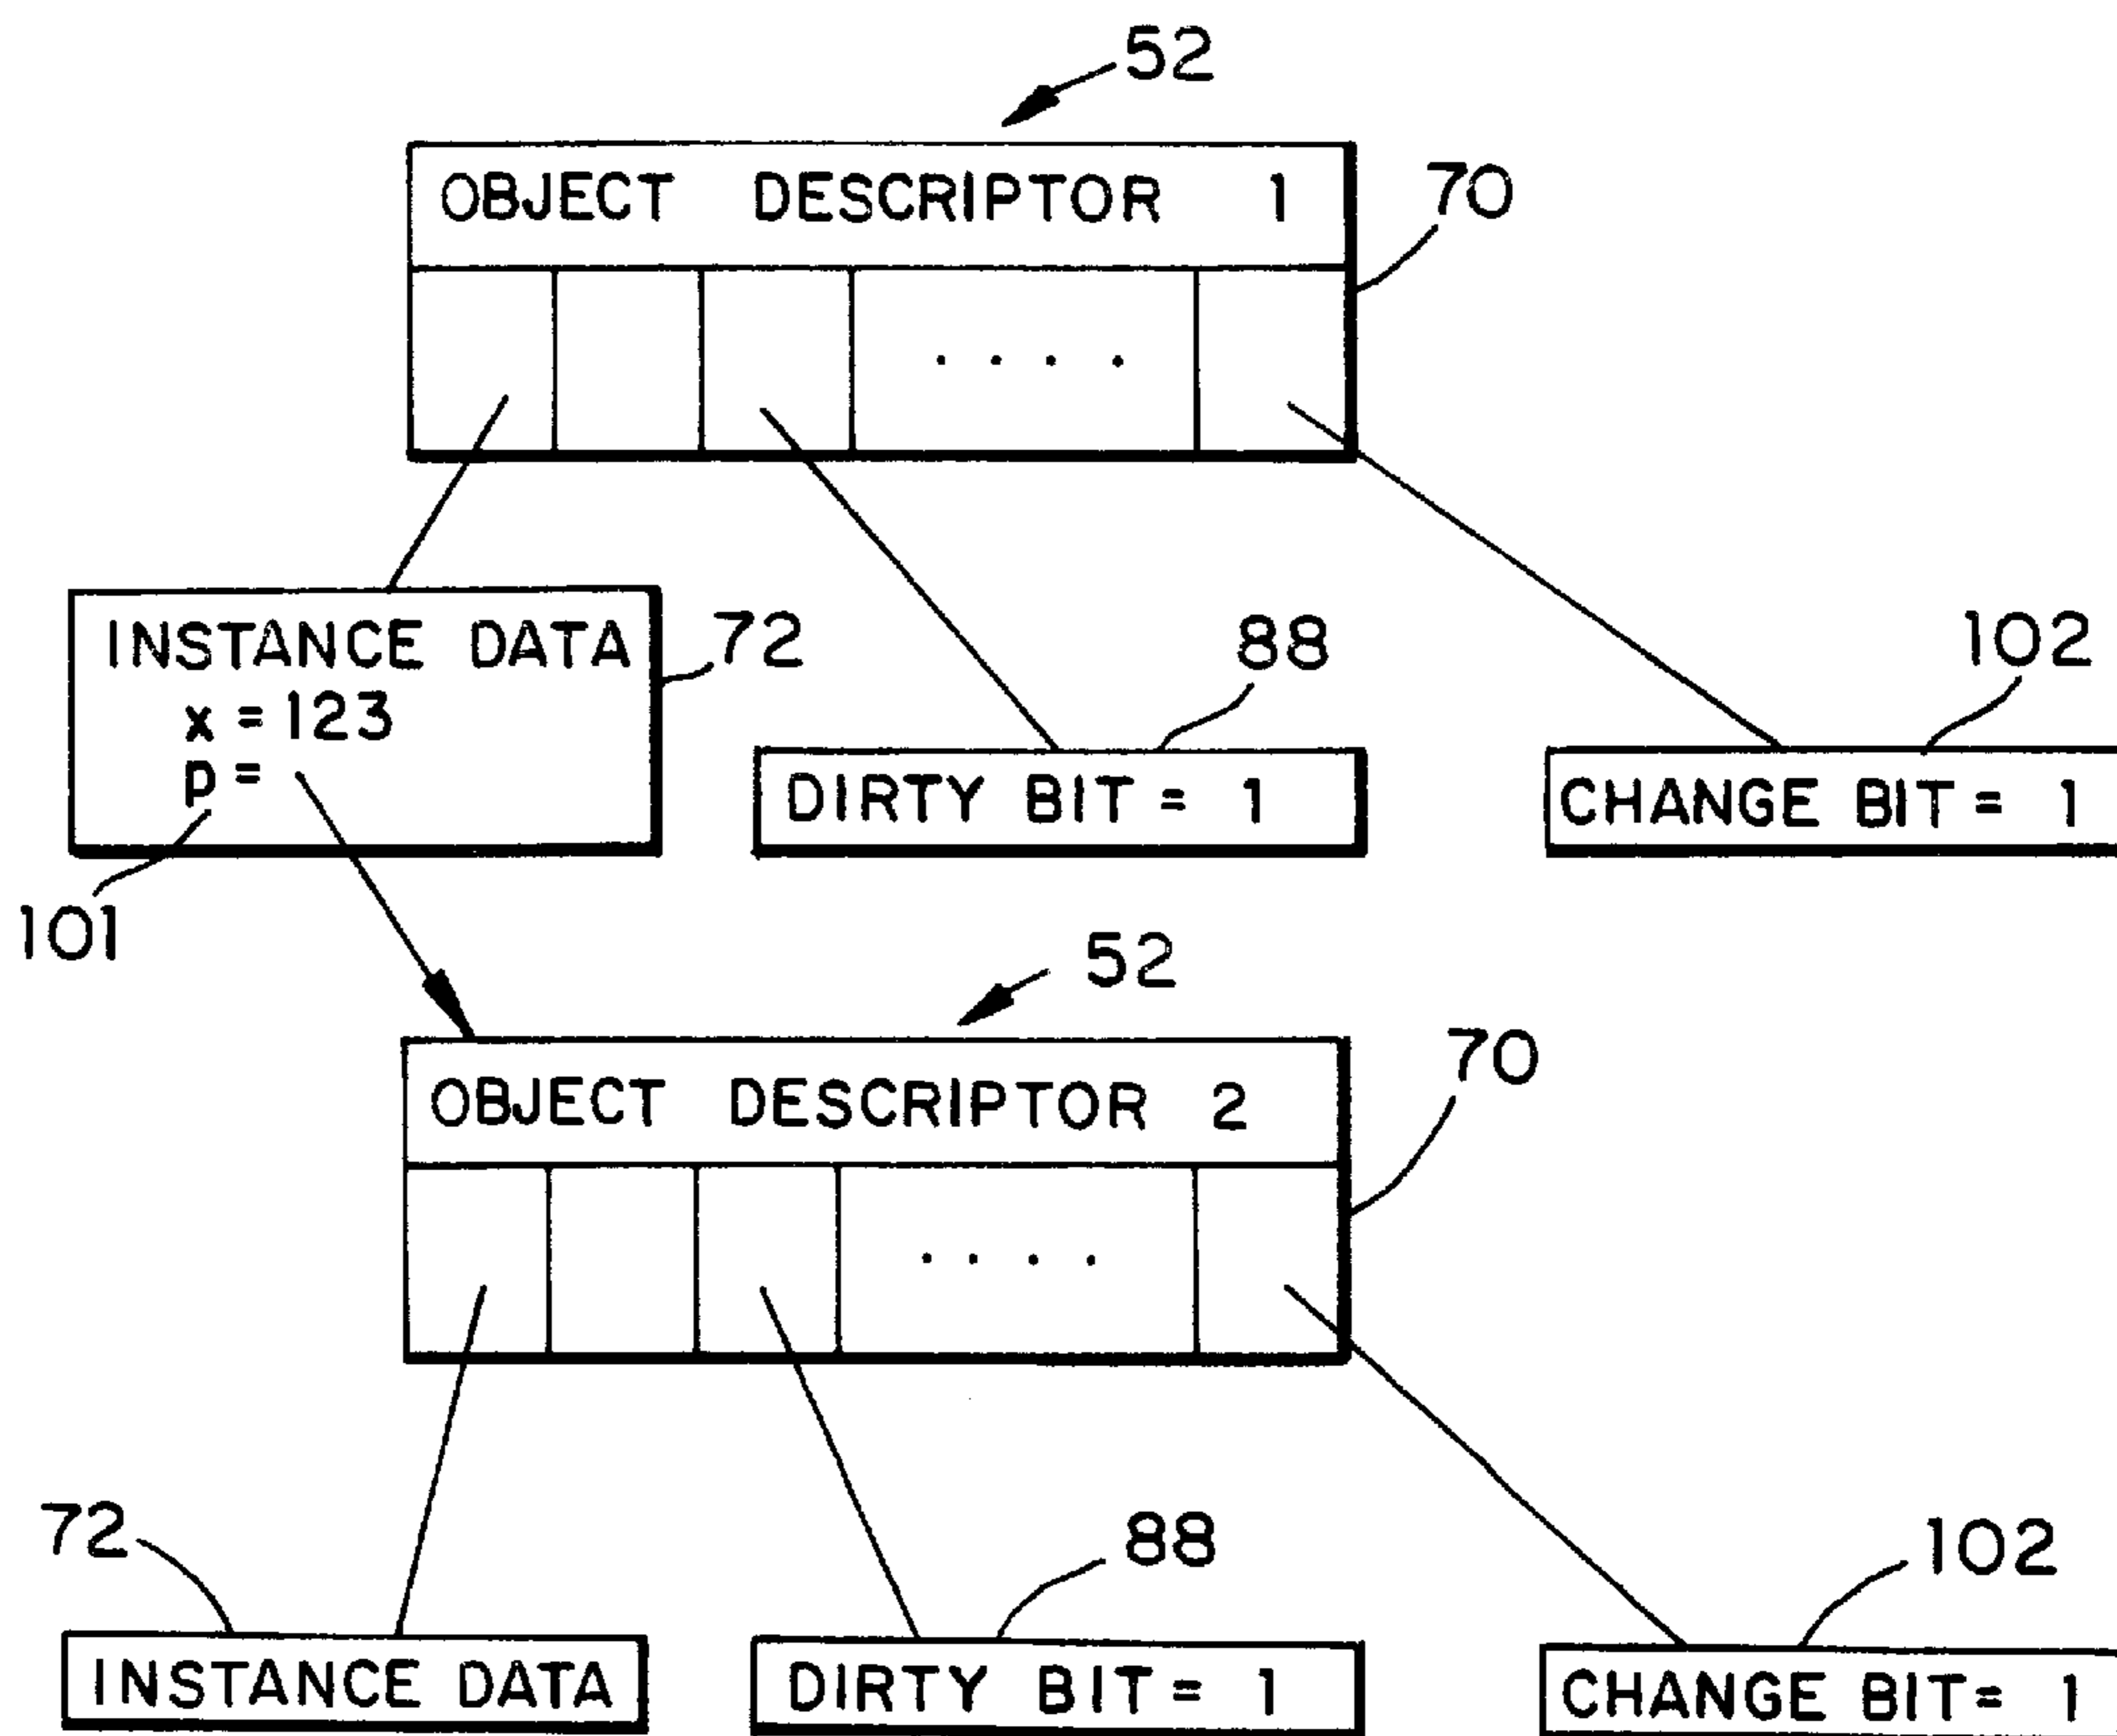 52
OBJECT DESCRIPTOR 1
70
INSTANCE DATA
x = 123
p =
72
88
102
DIRTY BIT = 1
CHANGE BIT = 1
101
52
OBJECT DESCRIPTOR 2
70
72
88
102
INSTANCE DATA
DIRTY BIT = 1
CHANGE BIT = 1